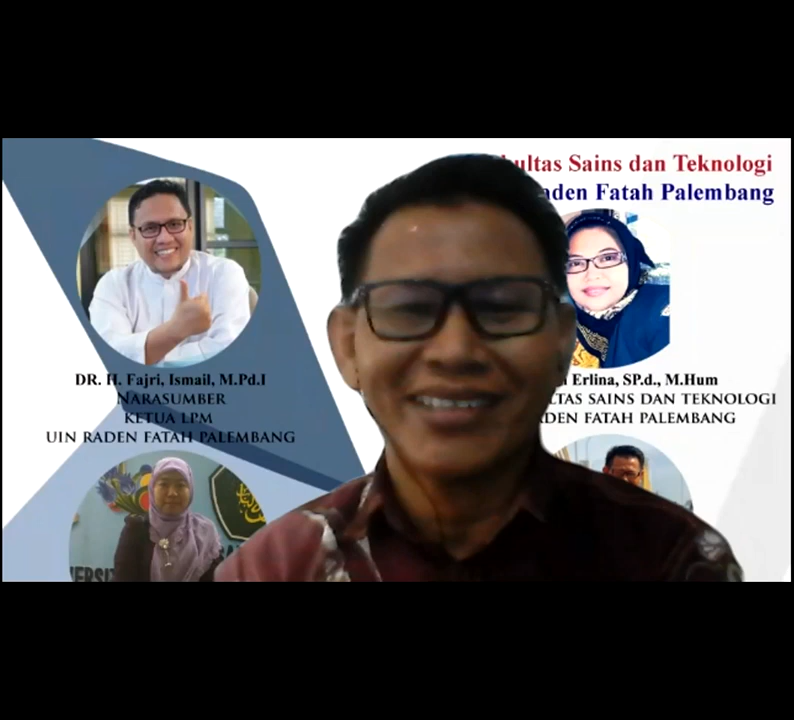 ultas Sains dan Teknologi
aden Fatah Palembang
DR. H. Fajri, Ismail, M.Pd.I
NARASUMBER
KETUA LPM
UIN RADEN FATAH PALEMBANG
Erlina, SP.d., M.Hum
LTAS SAINS DAN TEKNOLOGI
DEN FATAH PALEMBANG